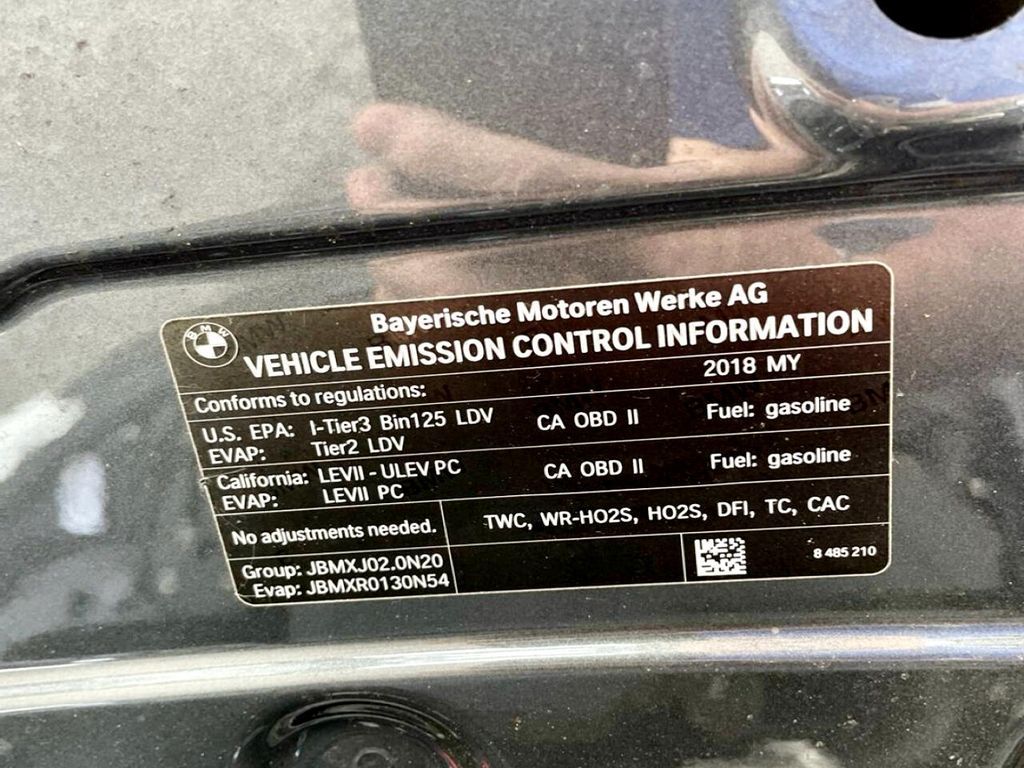 BMW
Bayerische Motoren Werke AG
VEHICLE EMISSION CONTROL INFORMATION
Conforms to regulations: 2018 MY
U.S. EPA: I-Tier3 Bin125 LDV CA OBD II Fuel: gasoline
EVAP: Tier2 LDV
California: LEVII - ULEV PC CA OBD II Fuel: gasoline
EVAP: LEVII PC
No adjustments needed. TWC, WR-HO2S, HO2S, DFI, TC, CAC
Group: JBMXJ02.0N20
Evap: JBMXR0130N54
8 485 210